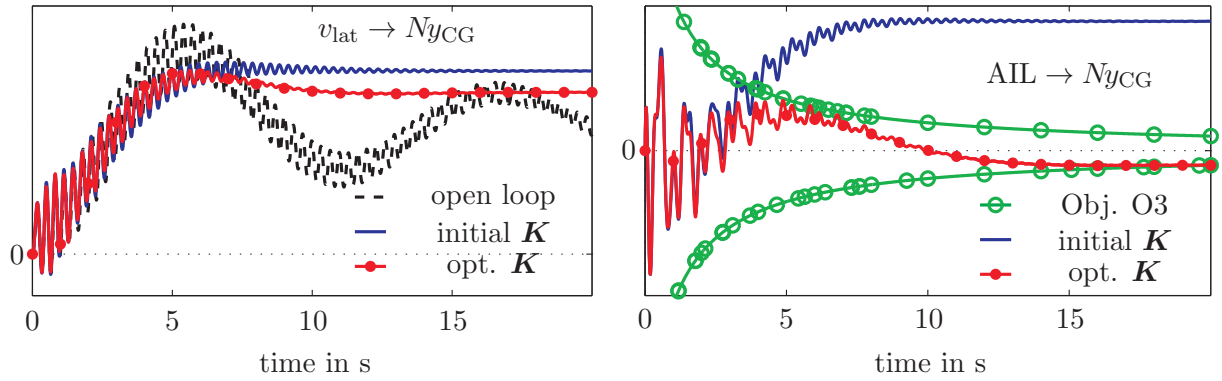 v_lat → Ny_CG
open loop
initial K
opt. K
0
0 5 10 15
time in s
AIL → Ny_CG
0
Obj. O3
initial K
opt. K
0 5 10 15
time in s